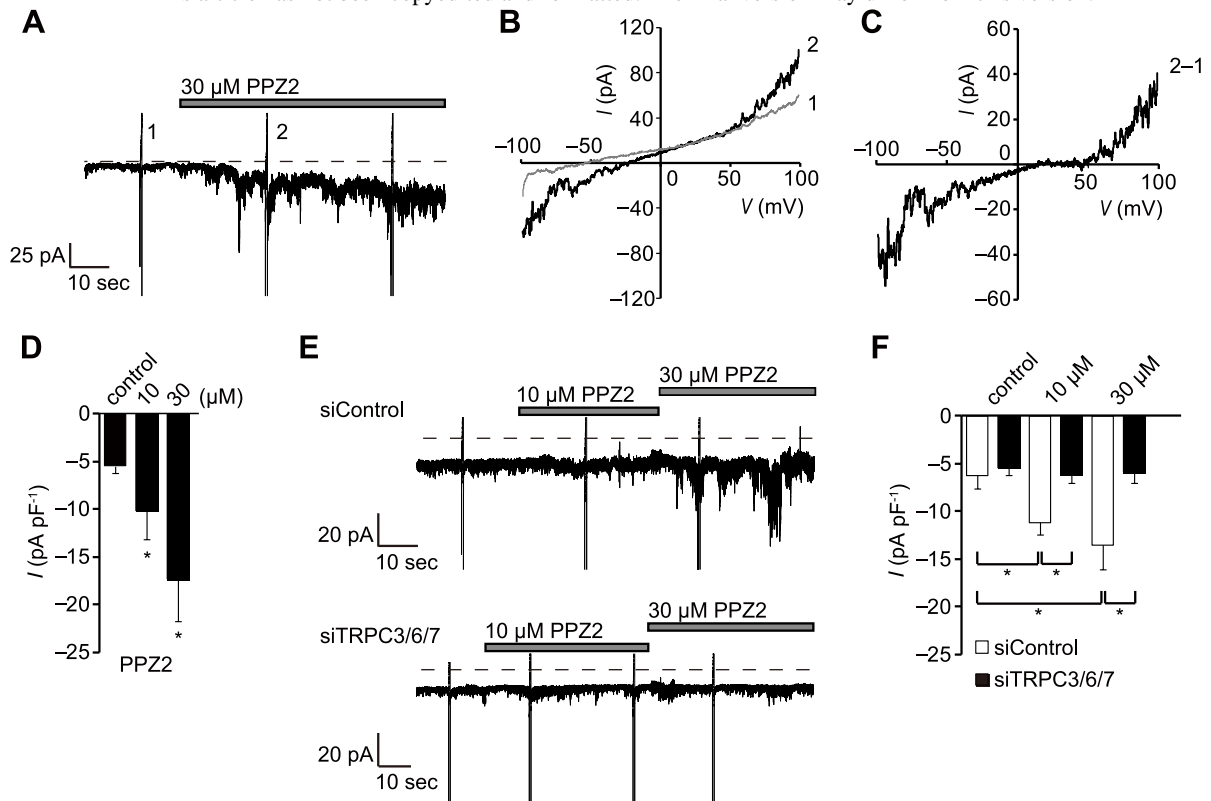 A
30 µM PPZ2
1
2
25 pA
10 sec
B
120
80
40
−40
−80
−120
I (pA)
−100
−50
0
50
100
V (mV)
2
1
C
60
40
20
0
−20
−40
−60
I (pA)
−100
−50
50
100
V (mV)
2–1
D
control
10
30
(µM)
0
−5
−10
−15
−20
−25
I (pA pF-1)
*
*
PPZ2
E
siControl
10 µM PPZ2
30 µM PPZ2
20 pA
10 sec
siTRPC3/6/7
10 µM PPZ2
30 µM PPZ2
20 pA
10 sec
F
control
10 µM
30 µM
0
−5
−10
−15
−20
−25
I (pA pF-1)
*
*
*
*
siControl
siTRPC3/6/7